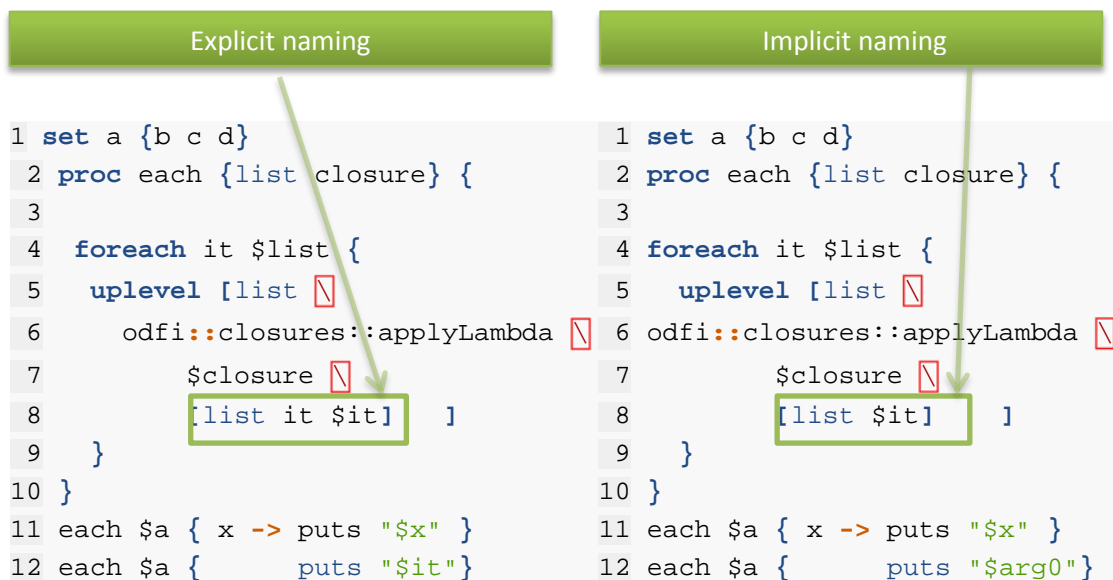 Explicit naming
1 set a {b c d}
2 proc each {list closure} {
3
4 foreach it $list {
5 uplevel [list \
6 odfi::closures::applyLambda \
7 $closure \
8 [list it $it] ]
9 }
10 }
11 each $a { x -> puts "$x" }
12 each $a { puts "$it"}
Implicit naming
1 set a {b c d}
2 proc each {list closure} {
3
4 foreach it $list {
5 uplevel [list \
6 odfi::closures::applyLambda \
7 $closure \
8 [list $it] ]
9 }
10 }
11 each $a { x -> puts "$x" }
12 each $a { puts "$arg0"}